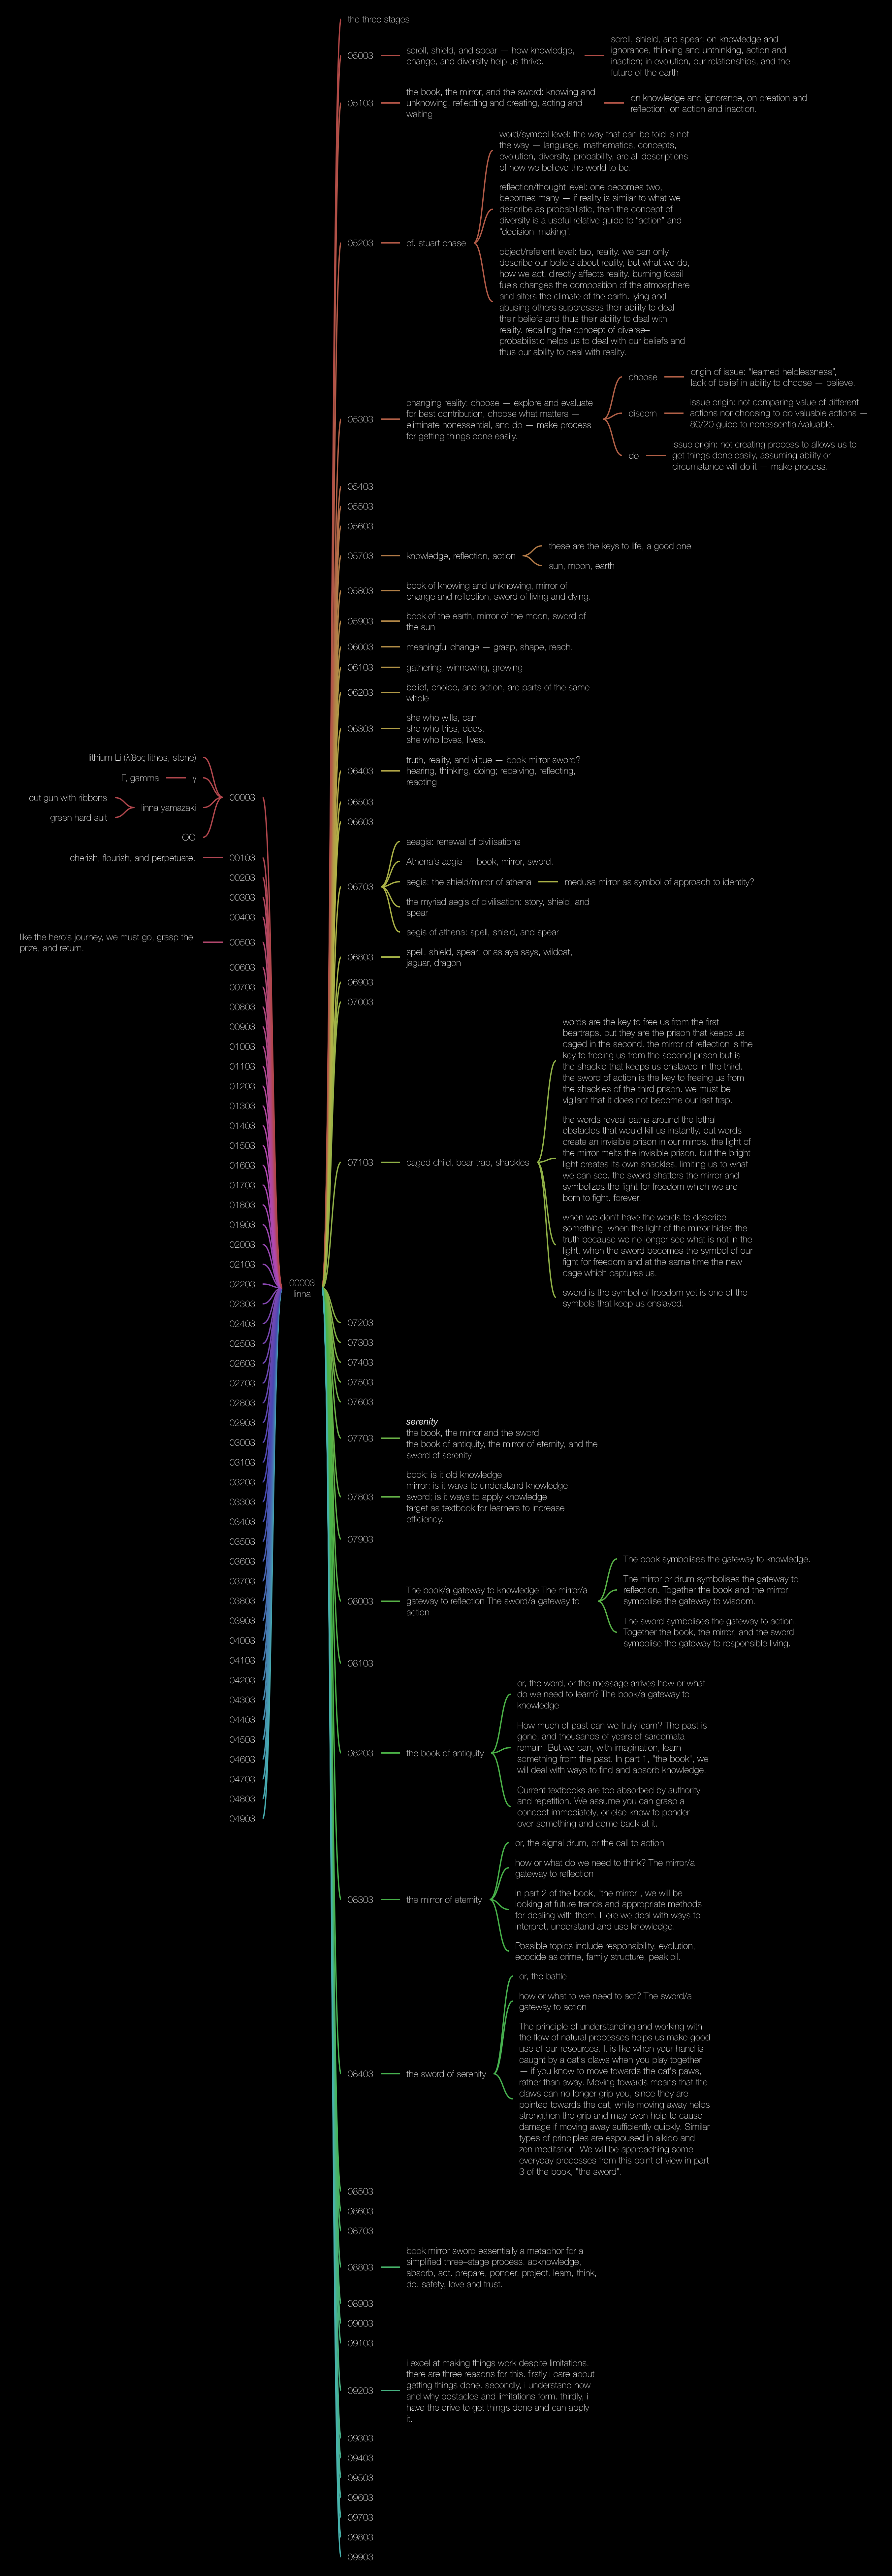 the three stages
05003
scroll, shield, and spear — how knowledge,
change, and diversity help us thrive.
scroll, shield, and spear: on knowledge and
ignorance, thinking and unthinking, action and
inaction; in evolution, our relationships, and the
future of the earth
05103
the book, the mirror, and the sword: knowing and
unknowing, reflecting and creating, acting and
waiting
on knowledge and ignorance, on creation and
reflection, on action and inaction.
05203
cf. stuart chase
word/symbol level: the way that can be told is not
the way — language, mathematics, concepts,
evolution, diversity, probability, are all descriptions
of how we believe the world to be.
reflection/thought level: one becomes two,
becomes many — if reality is similar to what we
describe as probabilistic, then the concept of
diversity is a useful relative guide to “action” and
“decision–making”.
object/referent level: tao, reality. we can only
describe our beliefs about reality, but what we do,
how we act, directly affects reality. burning fossil
fuels changes the composition of the atmosphere
and alters the climate of the earth. lying and
abusing others suppresses their ability to deal
their beliefs and thus their ability to deal with
reality. recalling the concept of diverse–
probabilistic helps us to deal with our beliefs and
thus our ability to deal with reality.
05303
changing reality: choose — explore and evaluate
for best contribution, choose what matters —
eliminate nonessential, and do — make process
for getting things done easily.
choose
origin of issue: “learned helplessness”,
lack of belief in ability to choose — believe.
discern
issue origin: not comparing value of different
actions nor choosing to do valuable actions —
80/20 guide to nonessential/valuable.
do
issue origin: not creating process to allows us to
get things done easily, assuming ability or
circumstance will do it — make process.
05403
05503
05603
05703
knowledge, reflection, action
these are the keys to life, a good one
sun, moon, earth
05803
book of knowing and unknowing, mirror of
change and reflection, sword of living and dying.
05903
book of the earth, mirror of the moon, sword of
the sun
06003
meaningful change — grasp, shape, reach.
06103
gathering, winnowing, growing
06203
belief, choice, and action, are parts of the same
whole
06303
she who wills, can.
she who tries, does.
she who loves, lives.
06403
truth, reality, and virtue — book mirror sword?
hearing, thinking, doing; receiving, reflecting,
reacting
06503
06603
06703
aeagis: renewal of civilisations
Athena's aegis — book, mirror, sword.
aegis: the shield/mirror of athena
medusa mirror as symbol of approach to identity?
the myriad aegis of civilisation: story, shield, and
spear
aegis of athena: spell, shield, and spear
06803
spell, shield, spear; or as aya says, wildcat,
jaguar, dragon
06903
07003
07103
caged child, bear trap, shackles
words are the key to free us from the first
beartraps. but they are the prison that keeps us
caged in the second. the mirror of reflection is the
key to freeing us from the second prison but is
the shackle that keeps us enslaved in the third.
the sword of action is the key to freeing us from
the shackles of the third prison. we must be
vigilant that it does not become our last trap.
the words reveal paths around the lethal
obstacles that would kill us instantly. but words
create an invisible prison in our minds. the light of
the mirror melts the invisible prison. but the bright
light creates its own shackles, limiting us to what
we can see. the sword shatters the mirror and
symbolizes the fight for freedom which we are
born to fight. forever.
when we don't have the words to describe
something. when the light of the mirror hides the
truth because we no longer see what is not in the
light. when the sword becomes the symbol of our
fight for freedom and at the same time the new
cage which captures us.
sword is the symbol of freedom yet is one of the
symbols that keep us enslaved.
07203
07303
07403
07503
07603
07703
serenity
the book, the mirror and the sword
the book of antiquity, the mirror of eternity, and the
sword of serenity
07803
book: is it old knowledge
mirror: is it ways to understand knowledge
sword; is it ways to apply knowledge
target as textbook for learners to increase
efficiency.
07903
08003
The book/a gateway to knowledge The mirror/a
gateway to reflection The sword/a gateway to
action
The book symbolises the gateway to knowledge.
The mirror or drum symbolises the gateway to
reflection. Together the book and the mirror
symbolise the gateway to wisdom.
The sword symbolises the gateway to action.
Together the book, the mirror, and the sword
symbolise the gateway to responsible living.
08103
08203
the book of antiquity
or, the word, or the message arrives how or what
do we need to learn? The book/a gateway to
knowledge
How much of past can we truly learn? The past is
gone, and thousands of years of sarcomata
remain. But we can, with imagination, learn
something from the past. In part 1, "the book", we
will deal with ways to find and absorb knowledge.
Current textbooks are too absorbed by authority
and repetition. We assume you can grasp a
concept immediately, or else know to ponder
over something and come back at it.
08303
the mirror of eternity
or, the signal drum, or the call to action
how or what do we need to think? The mirror/a
gateway to reflection
In part 2 of the book, "the mirror", we will be
looking at future trends and appropriate methods
for dealing with them. Here we deal with ways to
interpret, understand and use knowledge.
Possible topics include responsibility, evolution,
ecocide as crime, family structure, peak oil.
08403
the sword of serenity
or, the battle
how or what to we need to act? The sword/a
gateway to action
The principle of understanding and working with
the flow of natural processes helps us make good
use of our resources. It is like when your hand is
caught by a cat's claws when you play together
— if you know to move towards the cat's paws,
rather than away. Moving towards means that the
claws can no longer grip you, since they are
pointed towards the cat, while moving away helps
strengthen the grip and may even help to cause
damage if moving away sufficiently quickly. Similar
types of principles are espoused in aikido and
zen meditation. We will be approaching some
everyday processes from this point of view in part
3 of the book, "the sword".
08503
08603
08703
08803
book mirror sword essentially a metaphor for a
simplified three–stage process. acknowledge,
absorb, act. prepare, ponder, project. learn, think,
do. safety, love and trust.
08903
09003
09103
09203
i excel at making things work despite limitations.
there are three reasons for this. firstly i care about
getting things done. secondly, i understand how
and why obstacles and limitations form. thirdly, i
have the drive to get things done and can apply
it.
09303
09403
09503
09603
09703
09803
09903
00003
linna
00003
lithium Li (λίθος lithos, stone)
Γ, gamma
γ
linna yamazaki
cut gun with ribbons
green hard suit
OC
00103
cherish, flourish, and perpetuate.
00203
00303
00403
00503
like the hero's journey, we must go, grasp the
prize, and return.
00603
00703
00803
00903
01003
01103
01203
01303
01403
01503
01603
01703
01803
01903
02003
02103
02203
02303
02403
02503
02603
02703
02803
02903
03003
03103
03203
03303
03403
03503
03603
03703
03803
03903
04003
04103
04203
04303
04403
04503
04603
04703
04803
04903